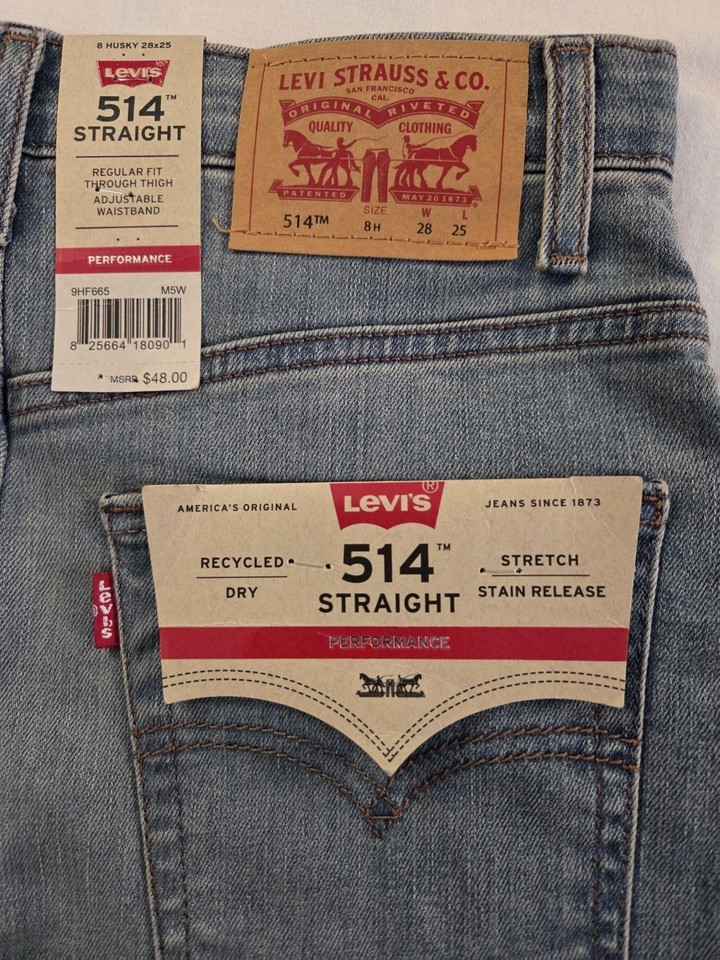 8 HUSKY 28x25
LEVI'S
514™
STRAIGHT
REGULAR FIT
THROUGH THIGH
ADJUSTABLE
WAISTBAND
PERFORMANCE
9HF665 M5W
8 25664 18090 1
MSRP $48.00
LEVI STRAUSS & CO.
SAN FRANCISCO
CAL.
ORIGINAL RIVETED
QUALITY CLOTHING
PATENTED MAY 20 1873
®
SIZE W L
514™ 8H 28 25
AMERICA'S ORIGINAL LEVI'S® JEANS SINCE 1873
RECYCLED 514™ STRETCH
DRY STRAIGHT STAIN RELEASE
PERFORMANCE
LEVI'S®